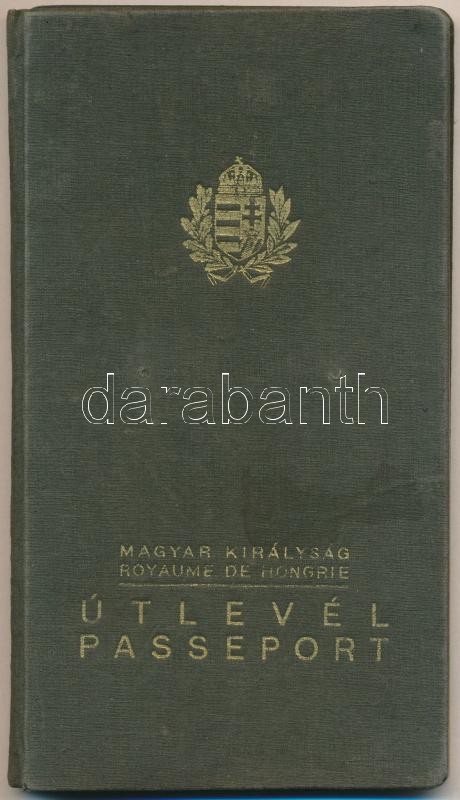 darabanth
MAGYAR KIRÁLYSÁG
ROYAUME DE HONGRIE
ÚTLEVÉL
PASSEPORT